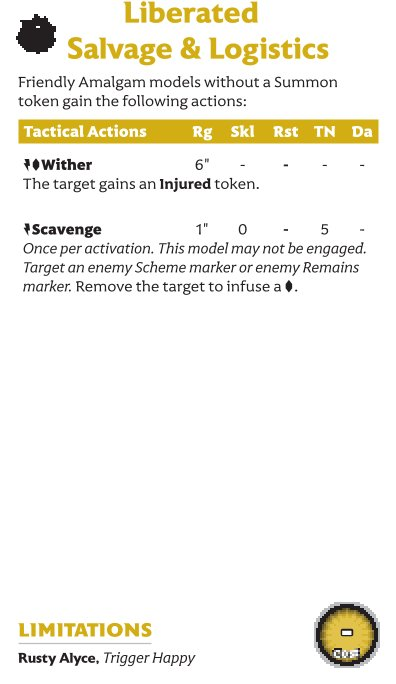 Liberated
Salvage & Logistics
Friendly Amalgam models without a Summon
token gain the following actions:
Tactical Actions Rg Skl Rst TN Da
Wither 6" - - - -
The target gains an Injured token.
Scavenge 1" 0 - 5 -
Once per activation. This model may not be engaged.
Target an enemy Scheme marker or enemy Remains
marker. Remove the target to infuse a .
LIMITATIONS
Rusty Alyce, Trigger Happy
-